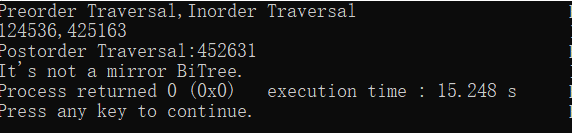 Preorder Traversal,Inorder Traversal
124536,425163
Postorder Traversal:452631
It's not a mirror BiTree.
Process returned 0 (0x0)   execution time : 15.248 s
Press any key to continue.